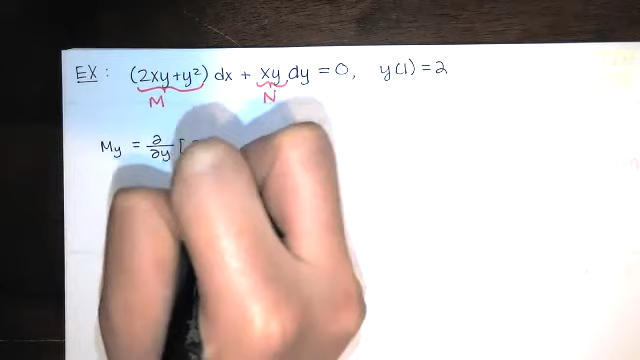 EX: (2xy+y²) dx + xy dy = 0, y(1) = 2
M N
My = ∂/∂y [